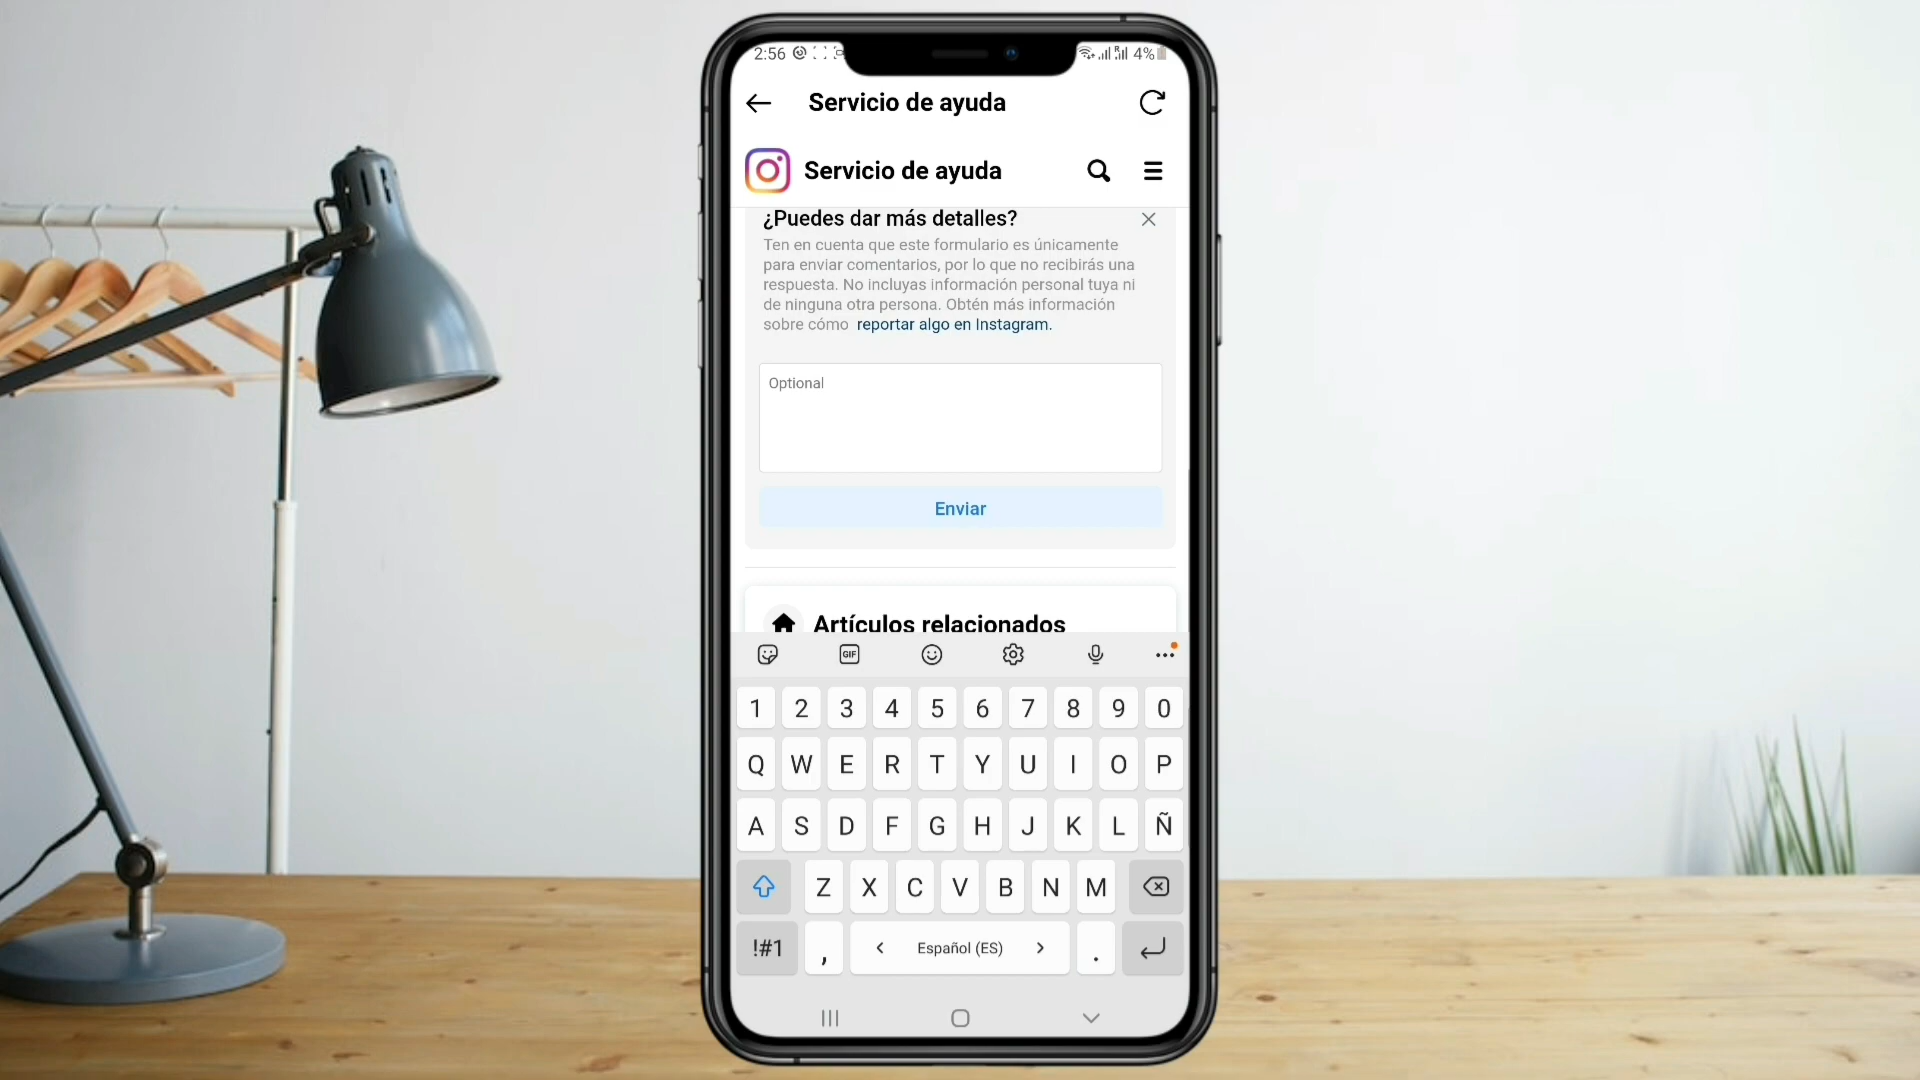 2:56 4%
Servicio de ayuda
Servicio de ayuda
¿Puedes dar más detalles?
Ten en cuenta que este formulario es únicamente
para enviar comentarios, por lo que no recibirás una
respuesta. No incluyas información personal tuya ni
de ninguna otra persona. Obtén más información
sobre cómo reportar algo en Instagram.
Optional
Enviar
Artículos relacionados
GIF
1 2 3 4 5 6 7 8 9 0
Q W E R T Y U I O P
A S D F G H J K L Ñ
Z X C V B N M
!#1 , Español (ES) .